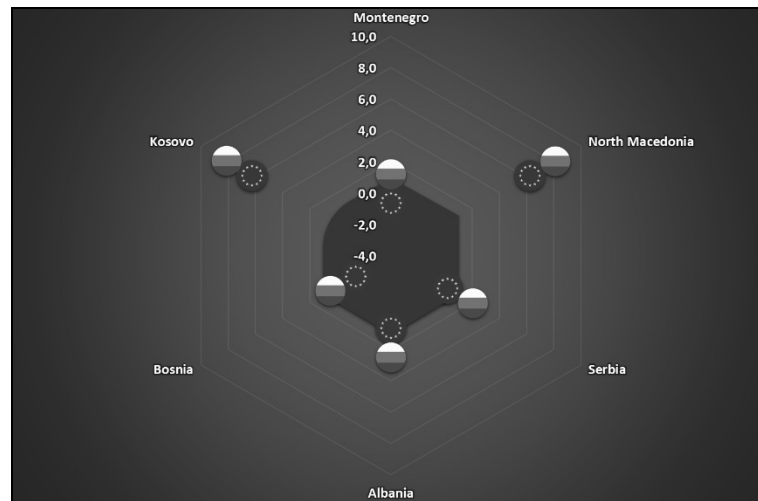 Montenegro
10,0
8,0
6,0
4,0
2,0
0,0
-2,0
-4,0
Kosovo
North Macedonia
Bosnia
Serbia
Albania